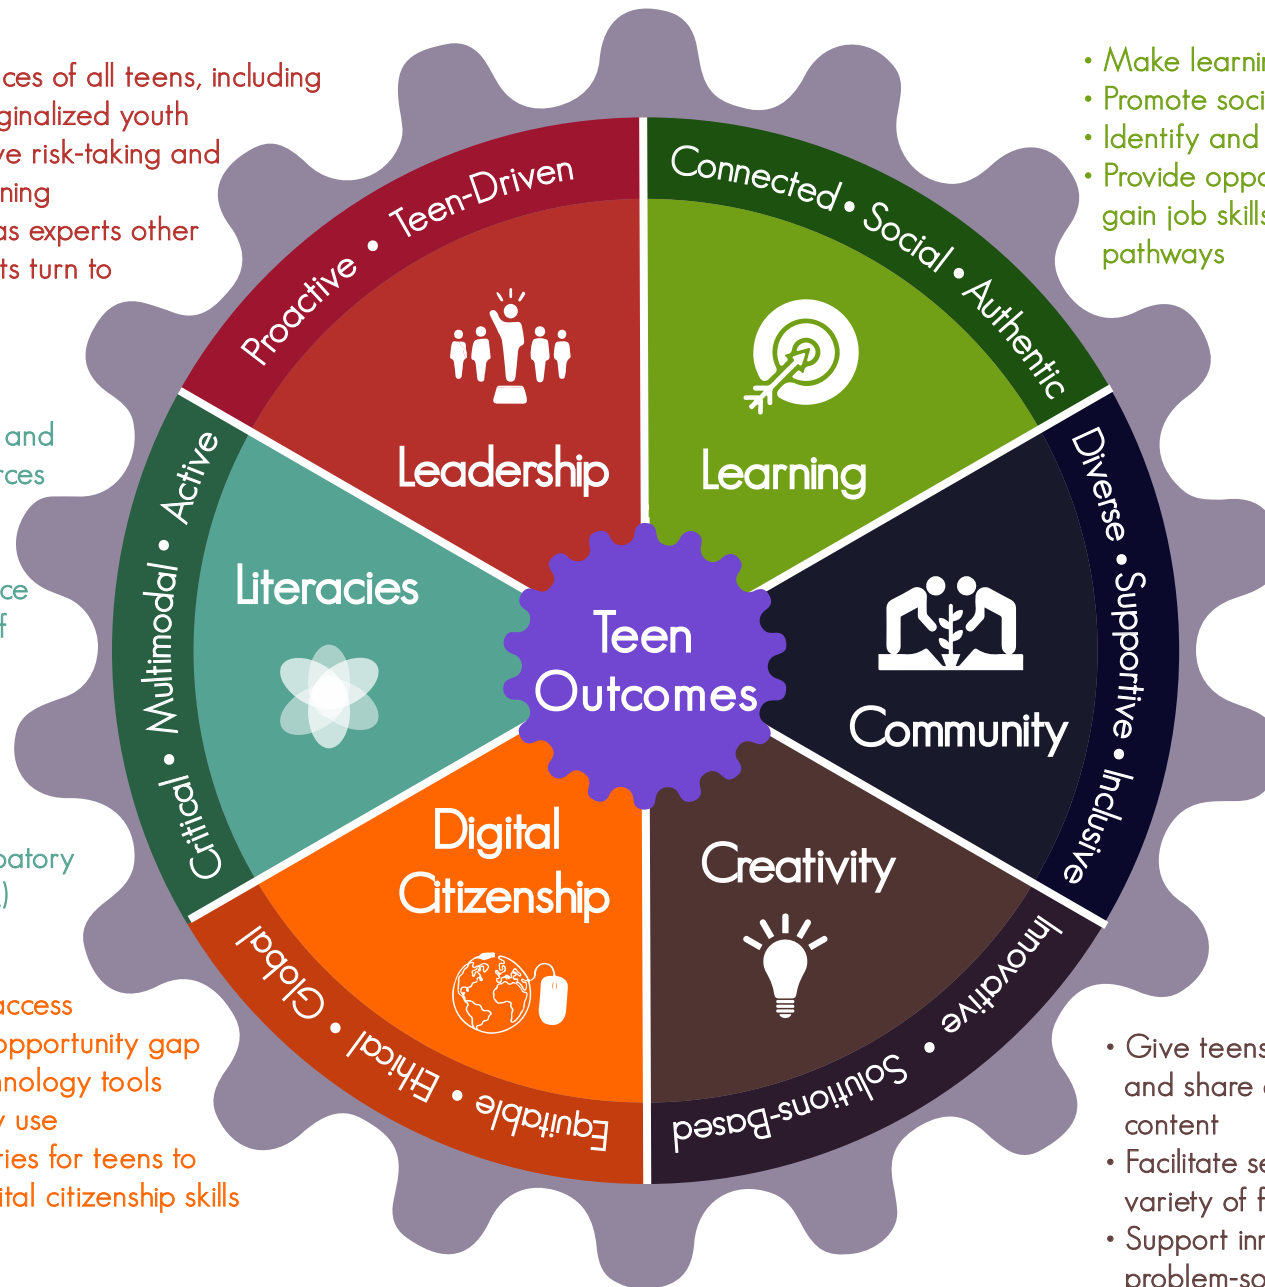 ces of all teens, including
ginalized youth
ve risk-taking and
ning
as experts other
ts turn to
• Make learnin
• Promote soci
• Identify and
• Provide oppo
gain job skills
pathways
Proactive • Teen-Driven
Leadership
Connected • Social • Authentic
Learning
Diverse • Supportive • Inclusive
Community
Innovative • Solutions-Based
Creativity
Equitable • Ethical • Global
Digital
Citizenship
Critical • Multimodal • Active
Literacies
Teen
Outcomes
and
rces
ce
f
patory
)
access
opportunity gap
nnology tools
y use
ries for teens to
ital citizenship skills
• Give teens
and share
content
• Facilitate se
variety of f
• Support inn
problem-so